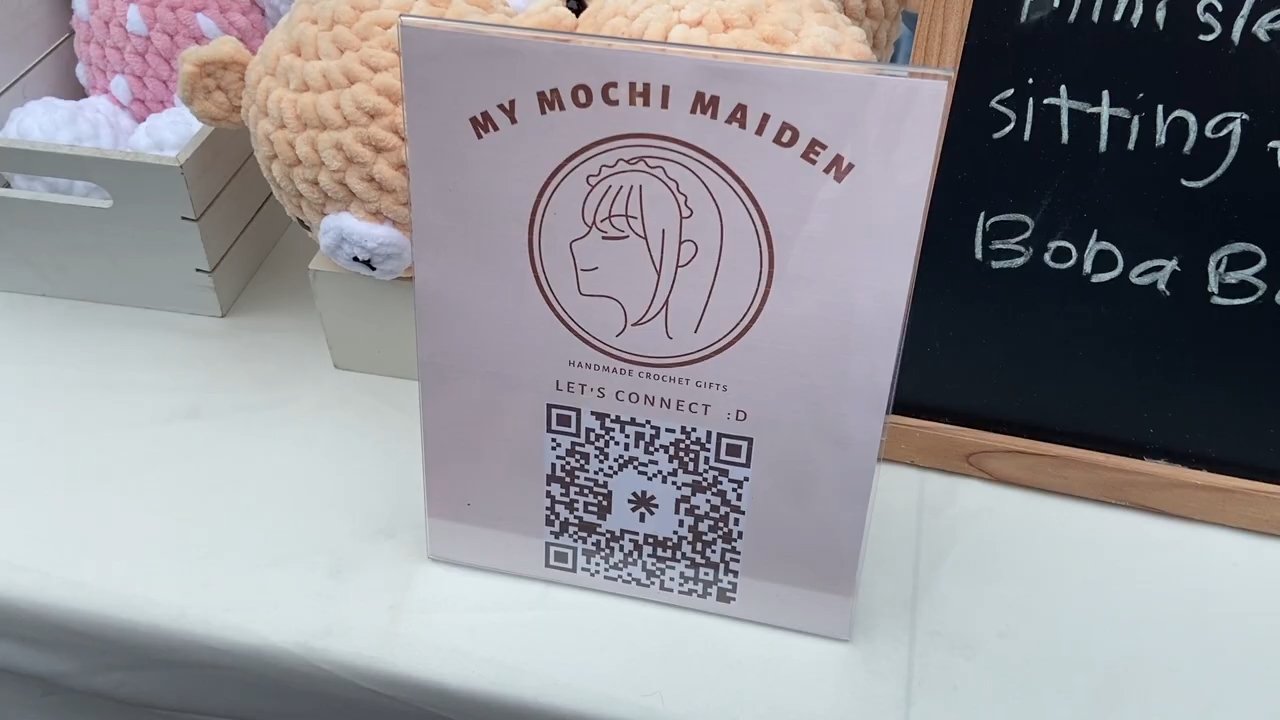 MY MOCHI MAIDEN
HANDMADE CROCHET GIFTS
LET'S CONNECT :D
sitting
Boba